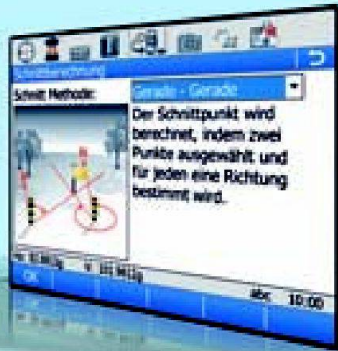 Schnittberechnung
Schnitt Methode:
Gerade - Gerade
Der Schnittpunkt wird
berechnet, indem zwei
Punkte ausgewählt und
für jeden eine Richtung
bestimmt wird.
abc 10:00
OK